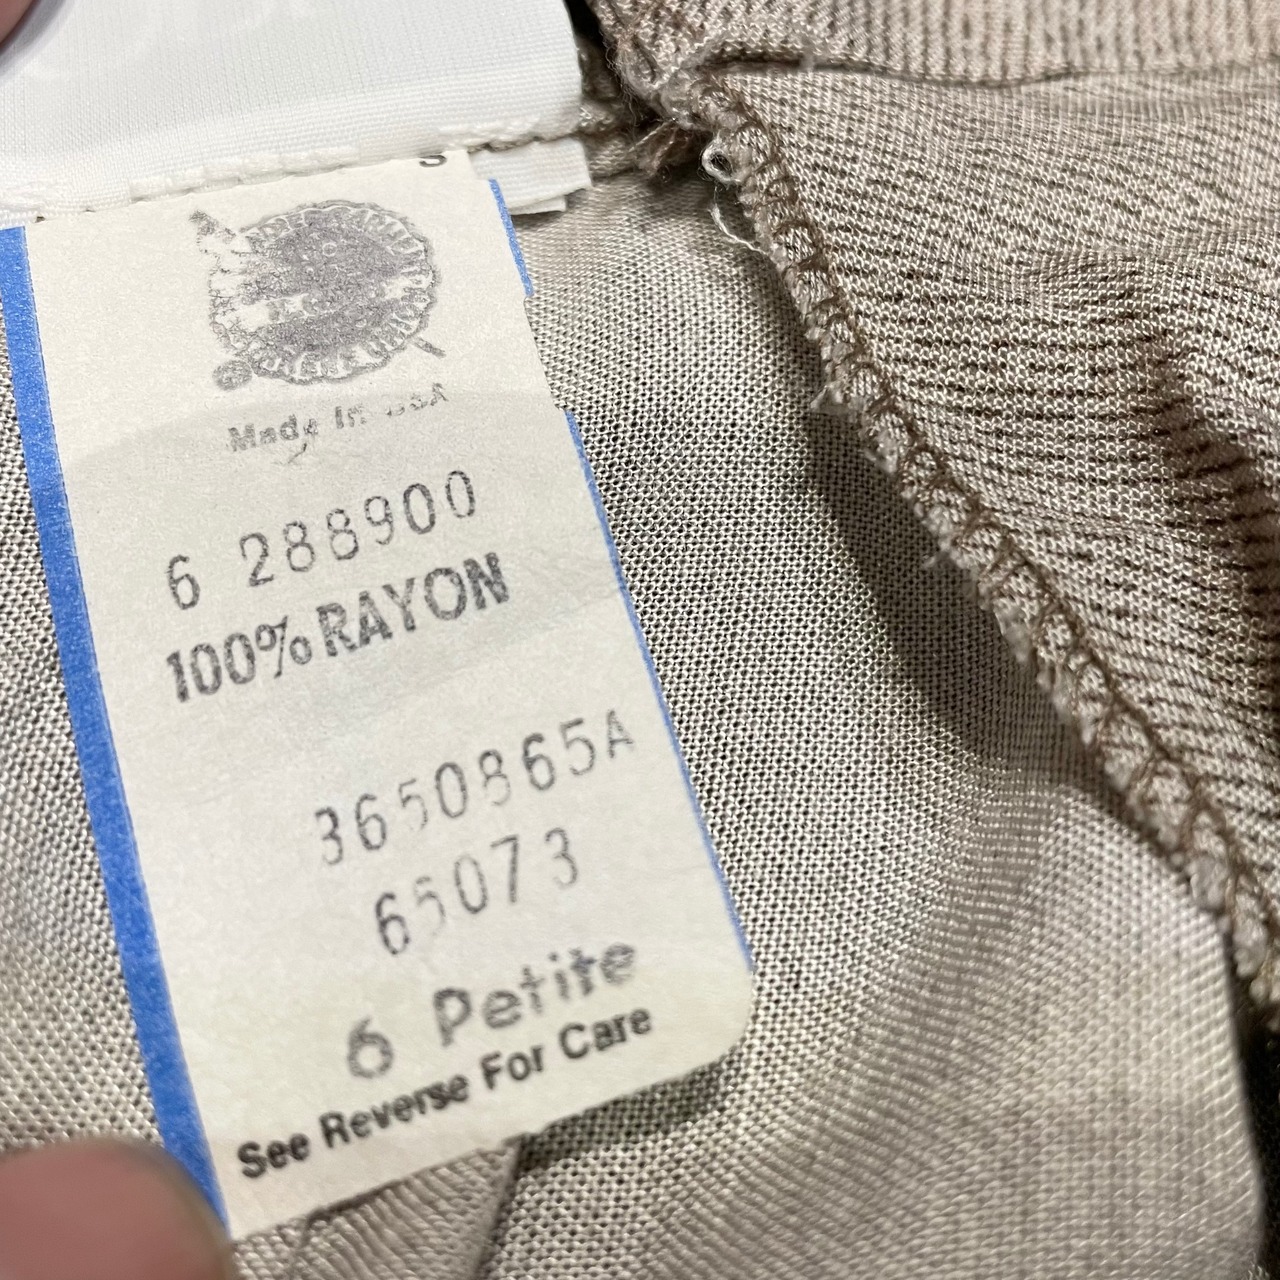 S
Made In USA
6 288900
100% RAYON
3650865A
65073
6 Petite
See Reverse For Care